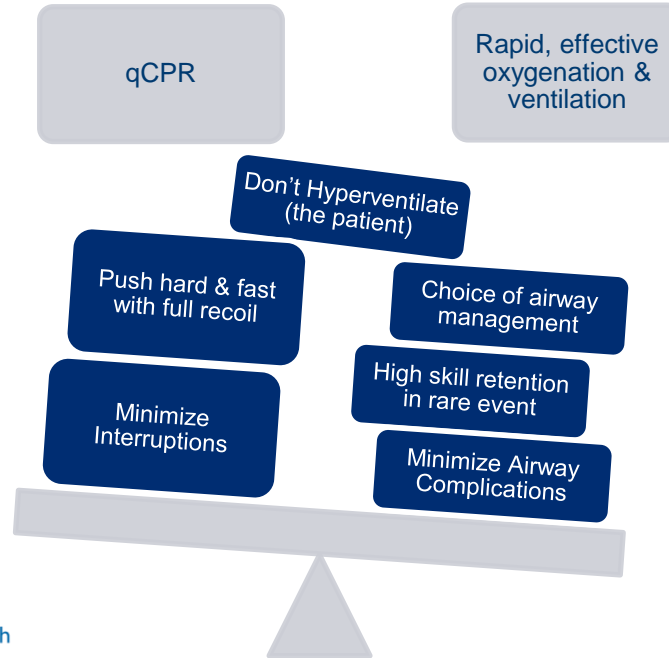 qCPR
Rapid, effective
oxygenation &
ventilation
Don't Hyperventilate
(the patient)
Push hard & fast
with full recoil
Choice of airway
management
High skill retention
in rare event
Minimize
Interruptions
Minimize Airway
Complications
h